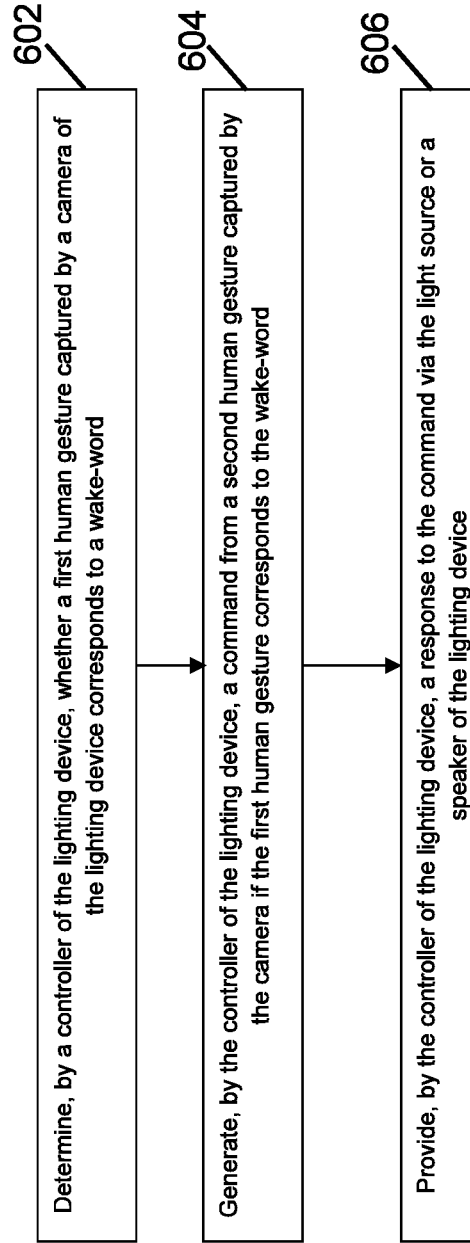 602
Determine, by a controller of the lighting device, whether a first human gesture captured by a camera of
the lighting device corresponds to a wake-word
604
Generate, by the controller of the lighting device, a command from a second human gesture captured by
the camera if the first human gesture corresponds to the wake-word
606
Provide, by the controller of the lighting device, a response to the command via the light source or a
speaker of the lighting device